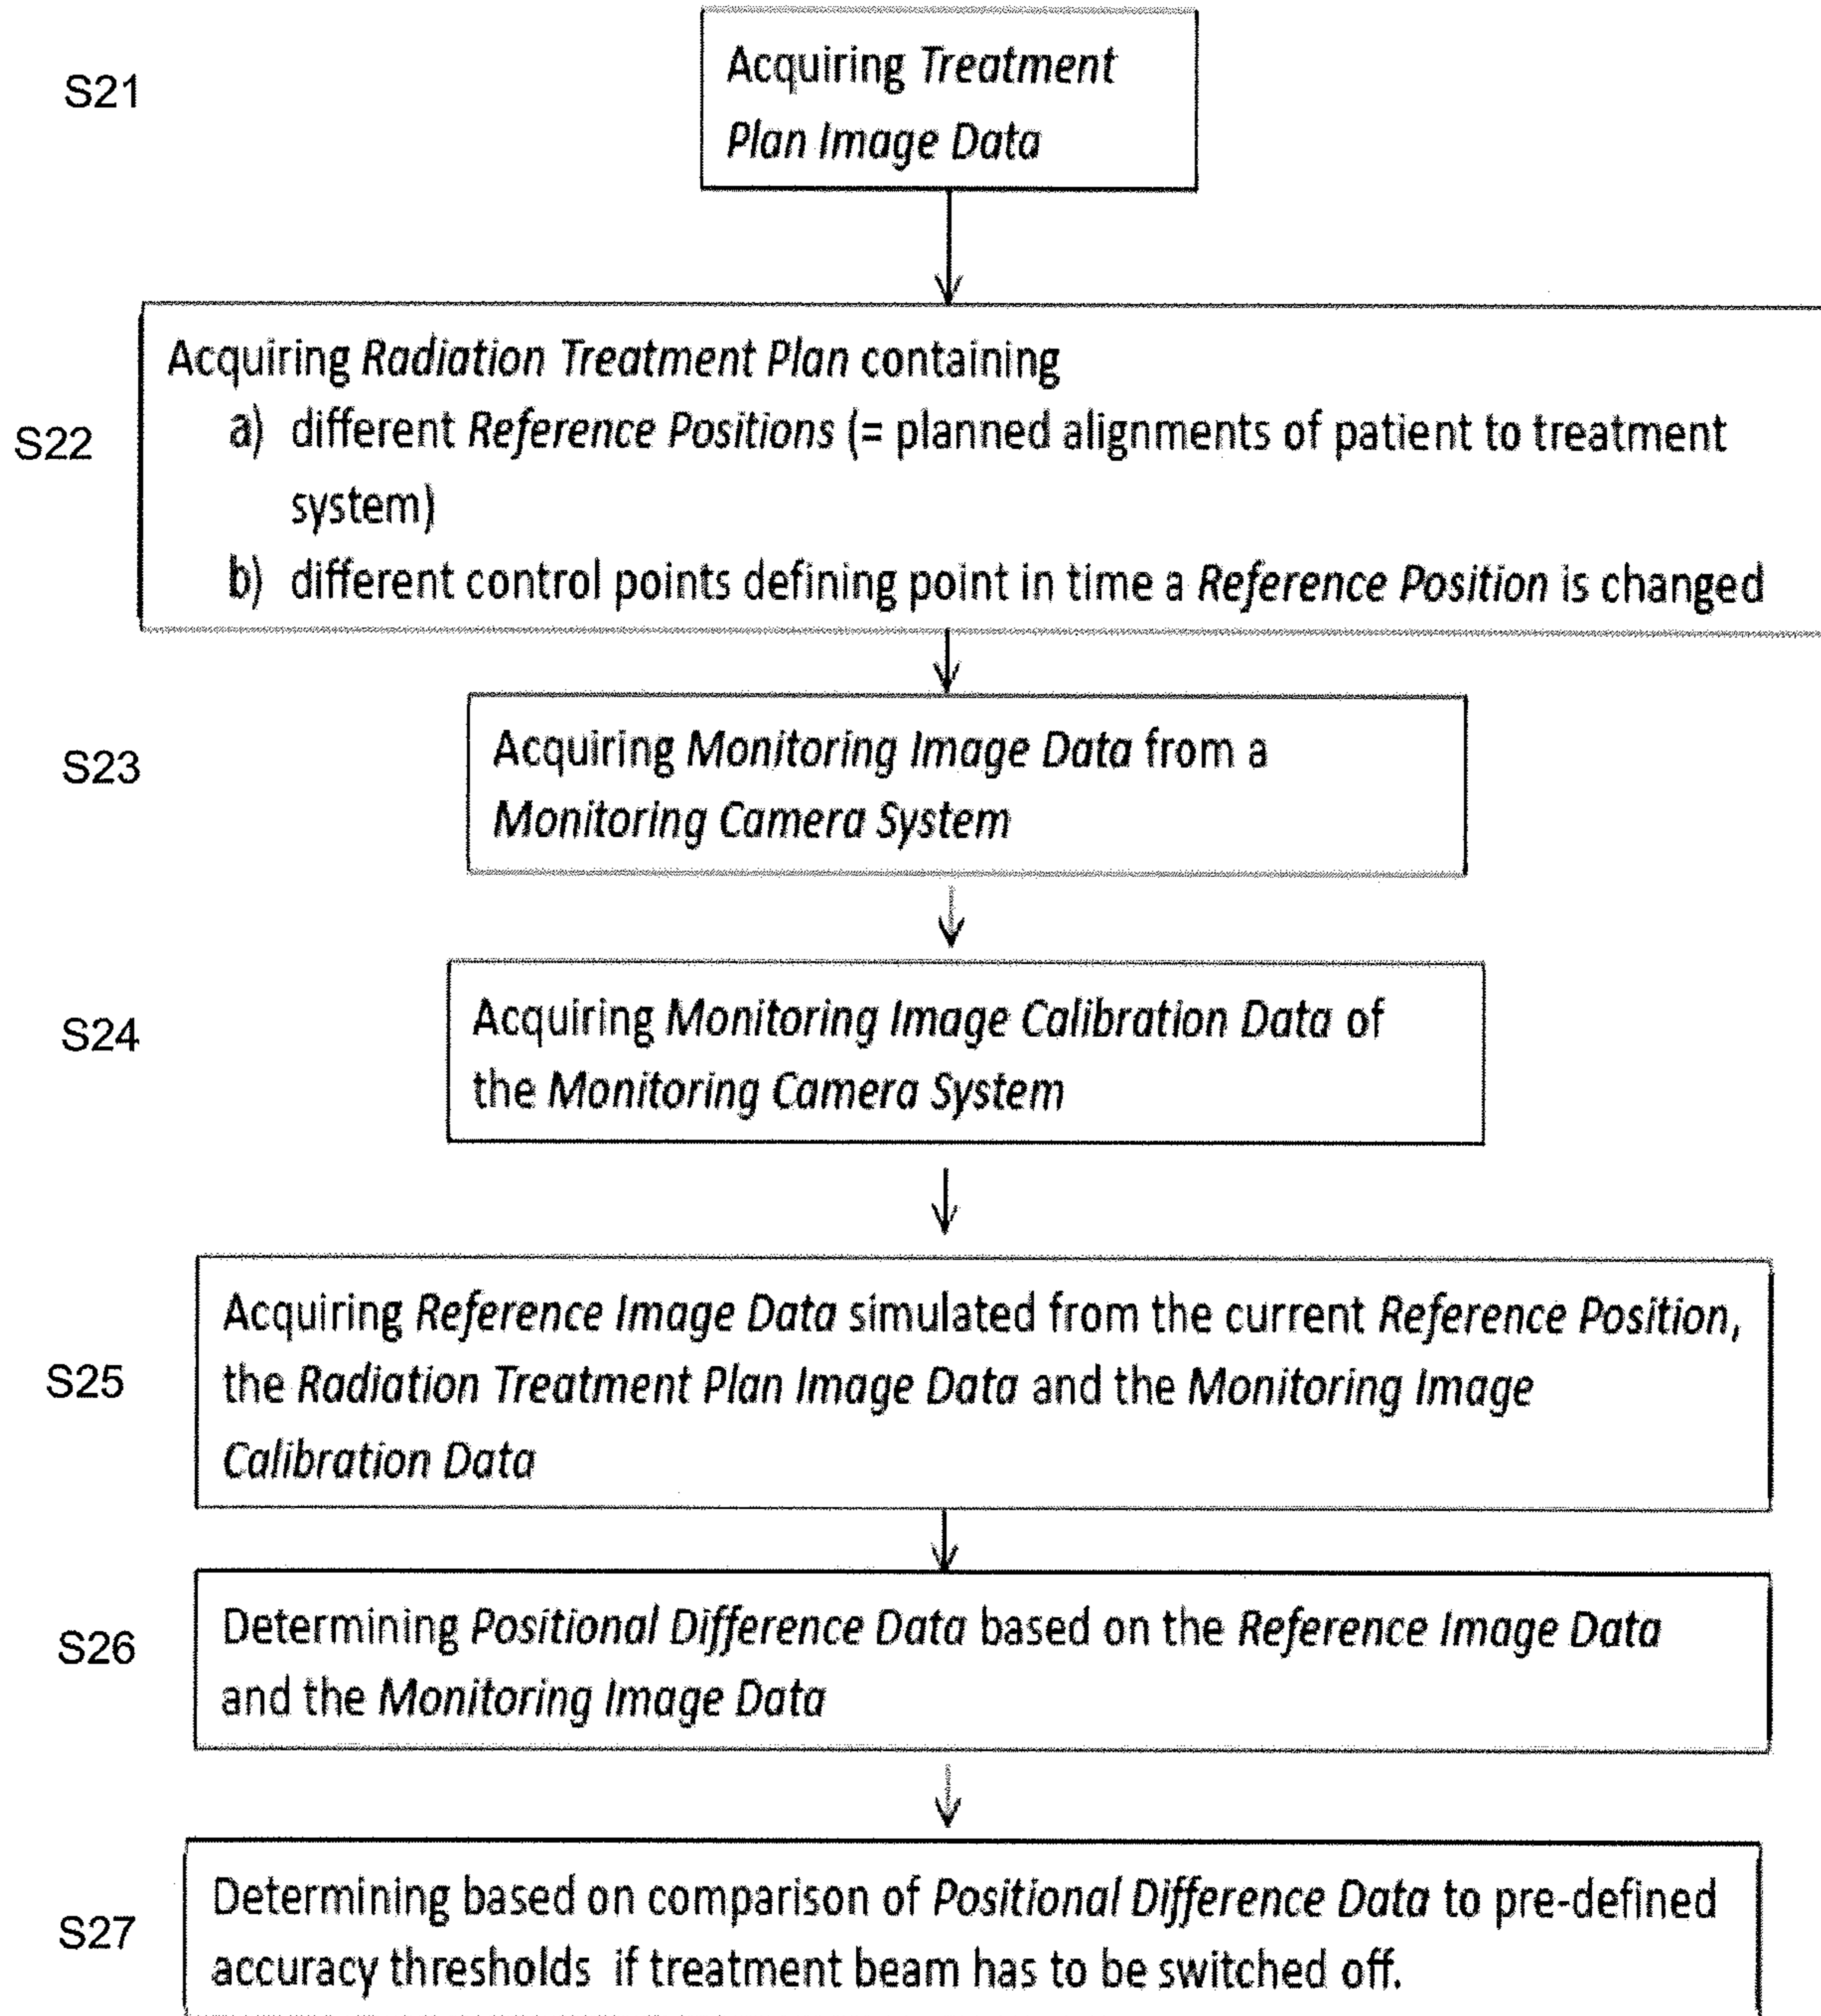 S21
Acquiring Treatment
Plan Image Data
S22
Acquiring Radiation Treatment Plan containing
a) different Reference Positions (= planned alignments of patient to treatment
system)
b) different control points defining point in time a Reference Position is changed
S23
Acquiring Monitoring Image Data from a
Monitoring Camera System
S24
Acquiring Monitoring Image Calibration Data of
the Monitoring Camera System
S25
Acquiring Reference Image Data simulated from the current Reference Position,
the Radiation Treatment Plan Image Data and the Monitoring Image
Calibration Data
S26
Determining Positional Difference Data based on the Reference Image Data
and the Monitoring Image Data
S27
Determining based on comparison of Positional Difference Data to pre-defined
accuracy thresholds if treatment beam has to be switched off.